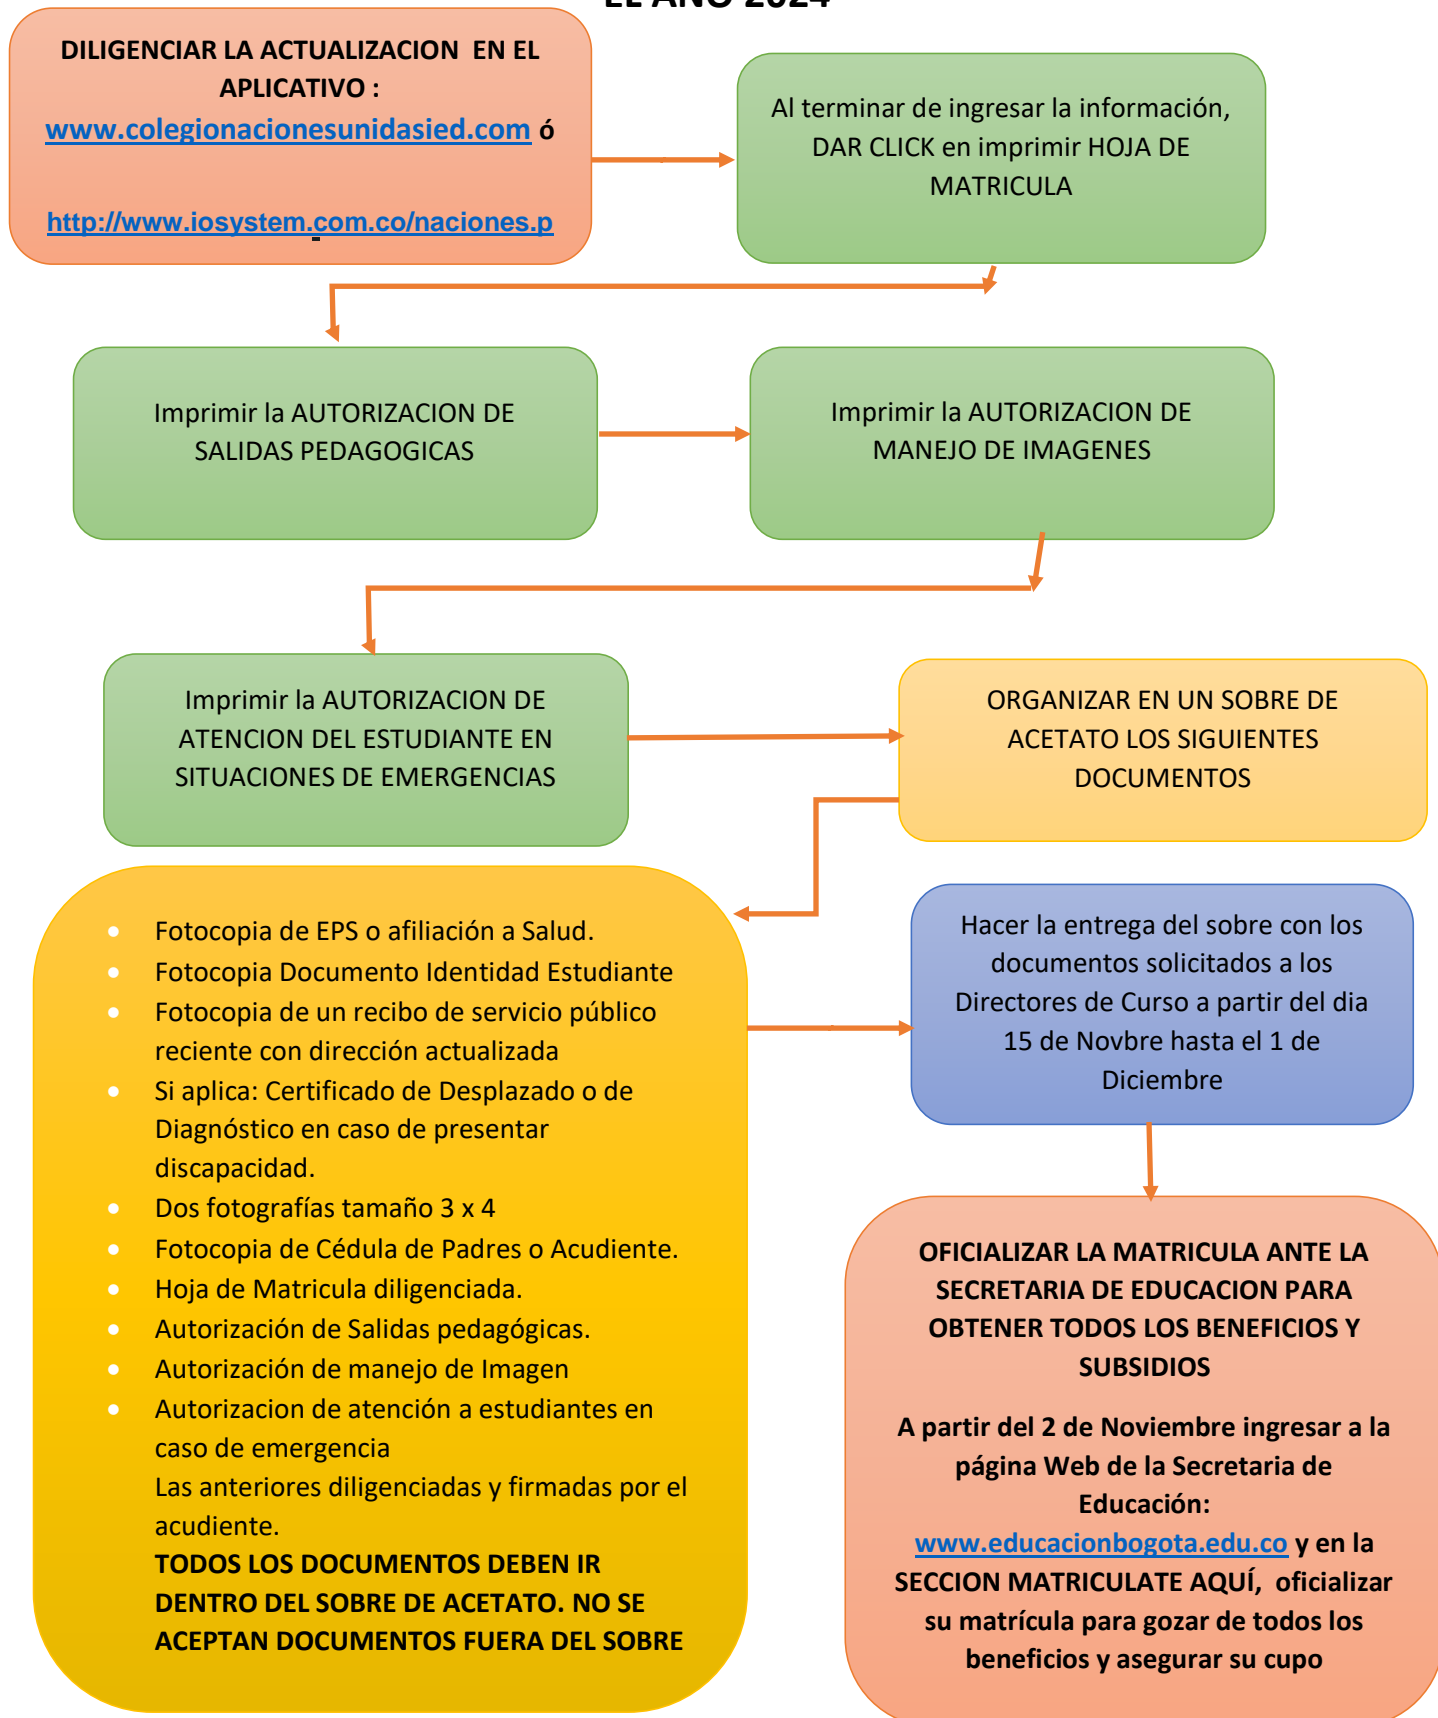 EL AÑO 2024
DILIGENCIAR LA ACTUALIZACION EN EL
APLICATIVO :
www.colegionacionesunidasied.com ó
http://www.iosystem.com.co/naciones.p
Al terminar de ingresar la información,
DAR CLICK en imprimir HOJA DE
MATRICULA
Imprimir la AUTORIZACION DE
SALIDAS PEDAGOGICAS
Imprimir la AUTORIZACION DE
MANEJO DE IMAGENES
Imprimir la AUTORIZACION DE
ATENCION DEL ESTUDIANTE EN
SITUACIONES DE EMERGENCIAS
ORGANIZAR EN UN SOBRE DE
ACETATO LOS SIGUIENTES
DOCUMENTOS
• Fotocopia de EPS o afiliación a Salud.
• Fotocopia Documento Identidad Estudiante
• Fotocopia de un recibo de servicio público
reciente con dirección actualizada
• Si aplica: Certificado de Desplazado o de
Diagnóstico en caso de presentar
discapacidad.
• Dos fotografías tamaño 3 x 4
• Fotocopia de Cédula de Padres o Acudiente.
• Hoja de Matricula diligenciada.
• Autorización de Salidas pedagógicas.
• Autorización de manejo de Imagen
• Autorizacion de atención a estudiantes en
caso de emergencia
Las anteriores diligenciadas y firmadas por el
acudiente.
TODOS LOS DOCUMENTOS DEBEN IR
DENTRO DEL SOBRE DE ACETATO. NO SE
ACEPTAN DOCUMENTOS FUERA DEL SOBRE
Hacer la entrega del sobre con los
documentos solicitados a los
Directores de Curso a partir del dia
15 de Novbre hasta el 1 de
Diciembre
OFICIALIZAR LA MATRICULA ANTE LA
SECRETARIA DE EDUCACION PARA
OBTENER TODOS LOS BENEFICIOS Y
SUBSIDIOS
A partir del 2 de Noviembre ingresar a la
página Web de la Secretaria de
Educación:
www.educacionbogota.edu.co y en la
SECCION MATRICULATE AQUÍ, oficializar
su matrícula para gozar de todos los
beneficios y asegurar su cupo